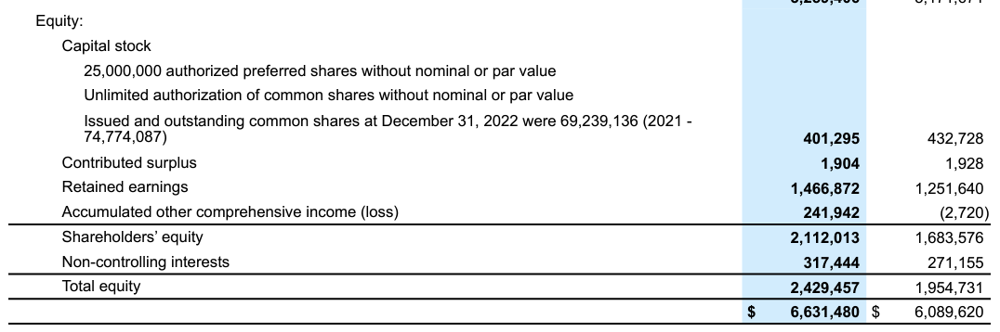 Equity:
Capital stock
25,000,000 authorized preferred shares without nominal or par value
Unlimited authorization of common shares without nominal or par value
Issued and outstanding common shares at December 31, 2022 were 69,239,136 (2021 -
74,774,087) 401,295 432,728
Contributed surplus 1,904 1,928
Retained earnings 1,466,872 1,251,640
Accumulated other comprehensive income (loss) 241,942 (2,720)
Shareholders’ equity 2,112,013 1,683,576
Non-controlling interests 317,444 271,155
Total equity 2,429,457 1,954,731
$ 6,631,480 $ 6,089,620